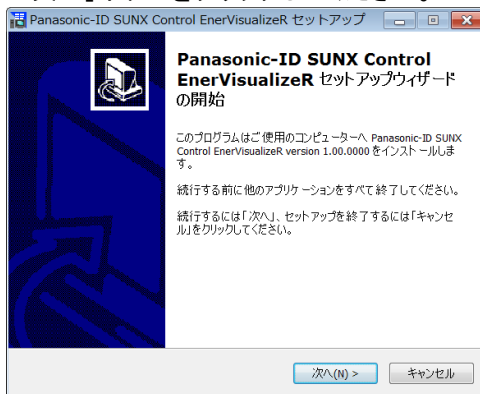 Panasonic-ID SUNX Control EnerVisualizeR セットアップ
Panasonic-ID SUNX Control
EnerVisualizeR セットアップウィザード
の開始
このプログラムはご使用のコンピューターへ Panasonic-ID SUNX
Control EnerVisualizeR version 1.00.0000 をインストールしま
す。
続行する前に他のアプリケーションをすべて終了してください。
続行するには「次へ」、セットアップを終了するには「キャンセ
ル」をクリックしてください。
次へ(N) >
キャンセル